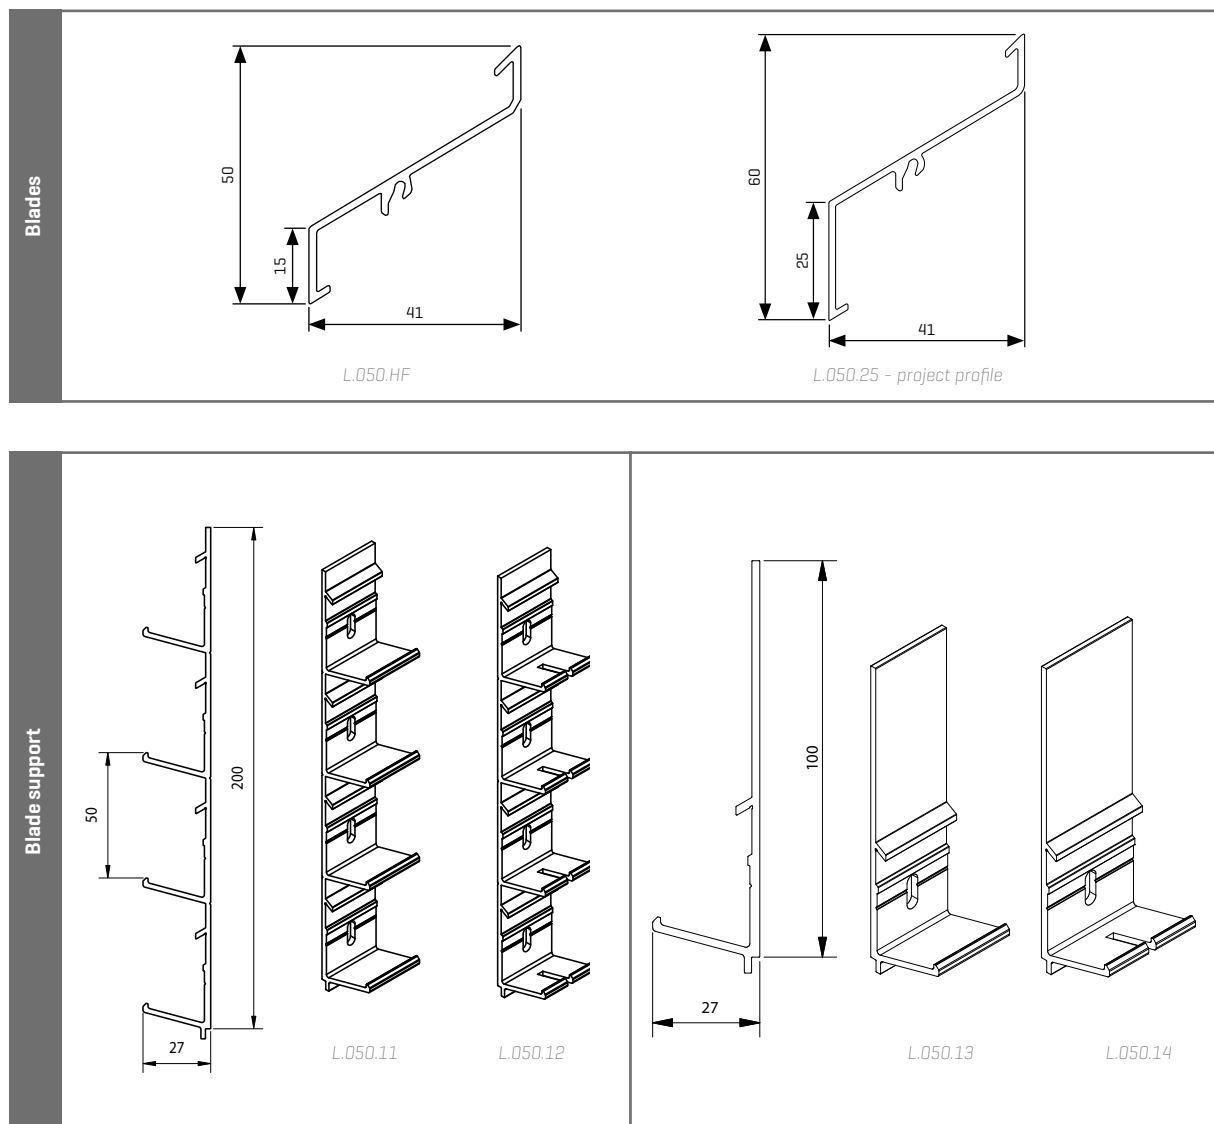 Blades
50
15
41
L.050.HF
60
25
41
L.050.25 - project profile
Blade support
200
50
27
L.050.11
L.050.12
100
27
L.050.13
L.050.14